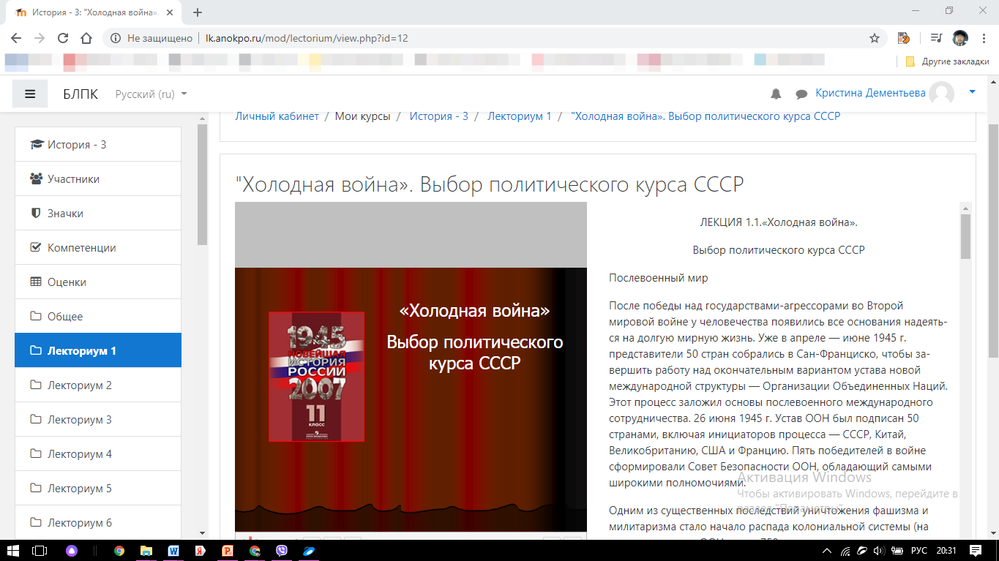 История - 3: "Холодная война».
Не защищено
lk.anokpo.ru/mod/lectorium/view.php?id=12
Другие закладки
БЛПК
Русский (ru)
Кристина Дементьева
Личный кабинет / Мои курсы / История - 3 / Лекториум 1 / "Холодная война». Выбор политического курса СССР
История - 3
Участники
Значки
Компетенции
Оценки
Общее
Лекториум 1
Лекториум 2
Лекториум 3
Лекториум 4
Лекториум 5
Лекториум 6
"Холодная война». Выбор политического курса СССР
«Холодная война»
Выбор политического
курса СССР
1945
НОВЕЙШАЯ
ИСТОРИЯ
РОССИИ
2007
11
КЛАСС
ЛЕКЦИЯ 1.1.«Холодная война».
Выбор политического курса СССР
Послевоенный мир
После победы над государствами-агрессорами во Второй
мировой войне у человечества появились все основания надеять-
ся на долгую мирную жизнь. Уже в апреле — июне 1945 г.
представители 50 стран собрались в Сан-Франциско, чтобы за-
вершить работу над окончательным вариантом устава новой
международной структуры — Организации Объединенных Наций.
Этот процесс заложил основы послевоенного международного
сотрудничества. 26 июня 1945 г. Устав ООН был подписан 50
странами, включая инициаторов процесса — СССР, Китай,
Великобританию, США и Францию. Пять победителей в войне
сформировали Совет Безопасности ООН, обладающий самыми
широкими полномочиями.
Одним из существенных последствий уничтожения фашизма и
милитаризма стало начало распада колониальной системы (на
Активация Windows
Чтобы активировать Windows, перейдите в
раздел "Параметры".
РУС
20:31